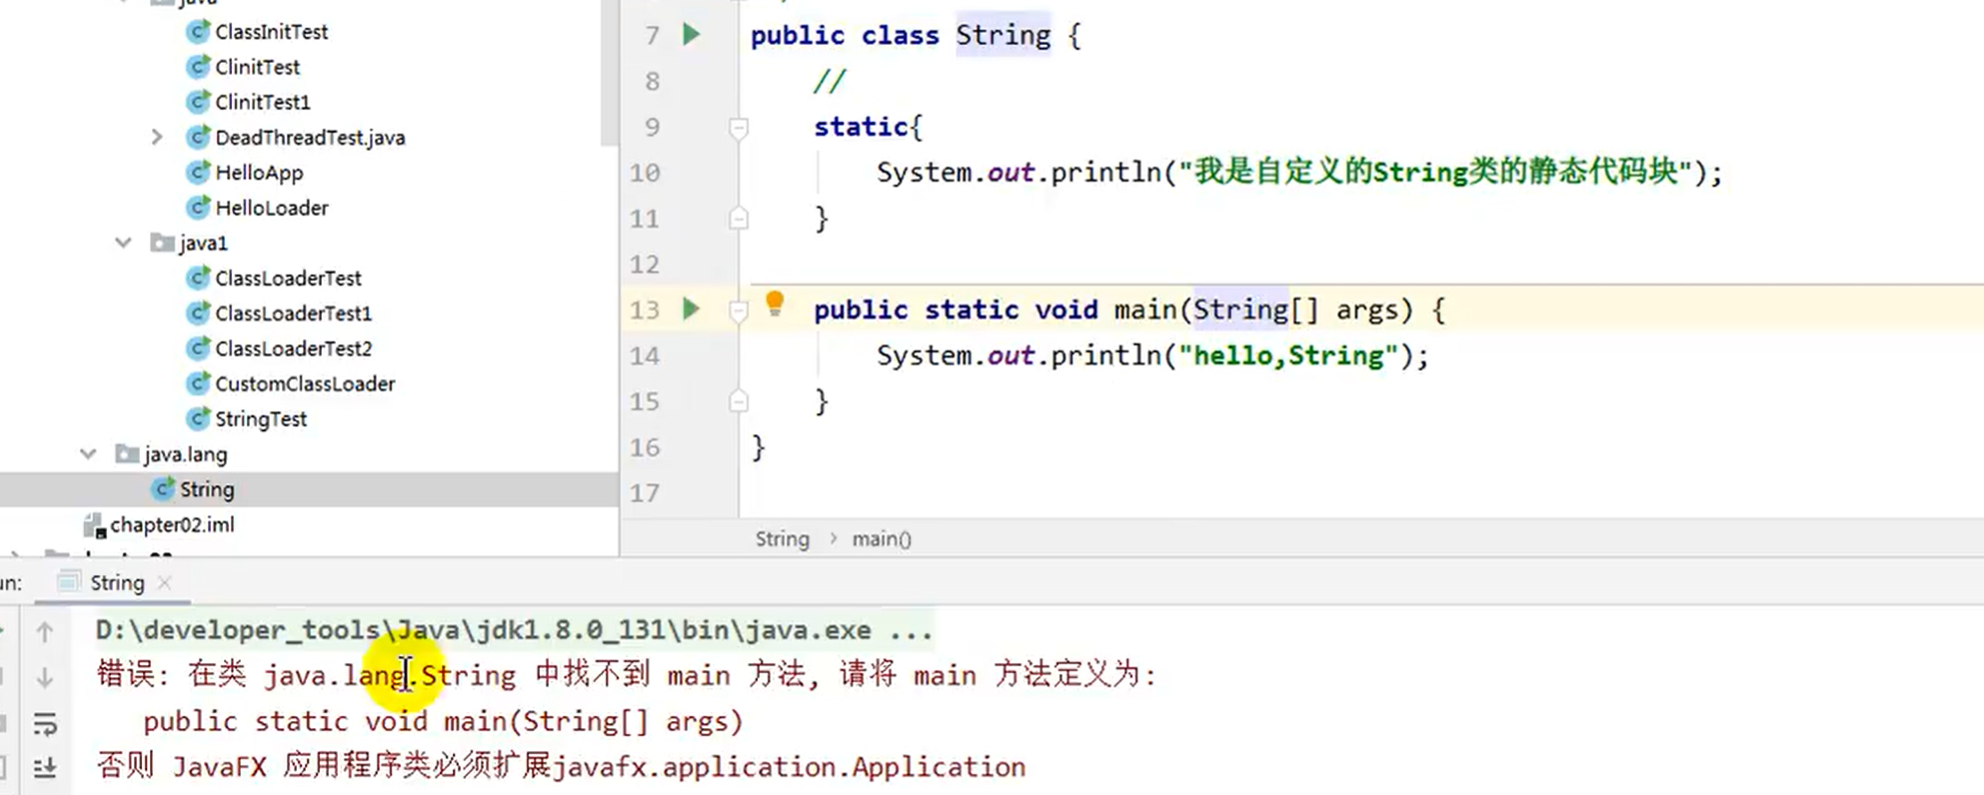 java
ClassInitTest
ClinitTest
ClinitTest1
DeadThreadTest.java
HelloApp
HelloLoader
java1
ClassLoaderTest
ClassLoaderTest1
ClassLoaderTest2
CustomClassLoader
StringTest
java.lang
String
chapter02.iml
7 public class String {
8 //
9 static{
10 System.out.println("我是自定义的String类的静态代码块");
11 }
12
13 public static void main(String[] args) {
14 System.out.println("hello,String");
15 }
16 }
17
String > main()
un: String ×
D:\developer_tools\Java\jdk1.8.0_131\bin\java.exe ...
错误: 在类 java.lang.String 中找不到 main 方法, 请将 main 方法定义为:
public static void main(String[] args)
否则 JavaFX 应用程序类必须扩展javafx.application.Application